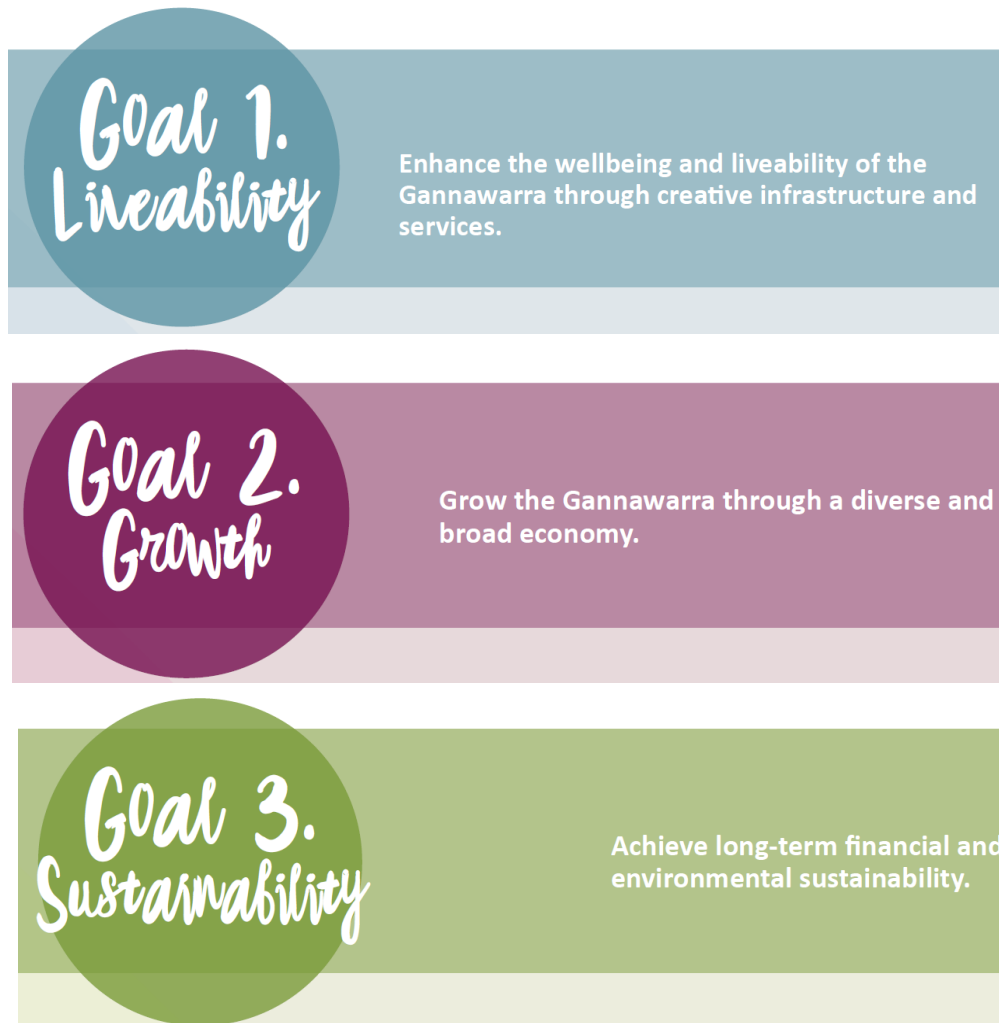 Goal 1.
Liveability
Enhance the wellbeing and liveability of the
Gannawarra through creative infrastructure and
services.
Goal 2.
Growth
Grow the Gannawarra through a diverse and
broad economy.
Goal 3.
Sustainability
Achieve long-term financial and
environmental sustainability.